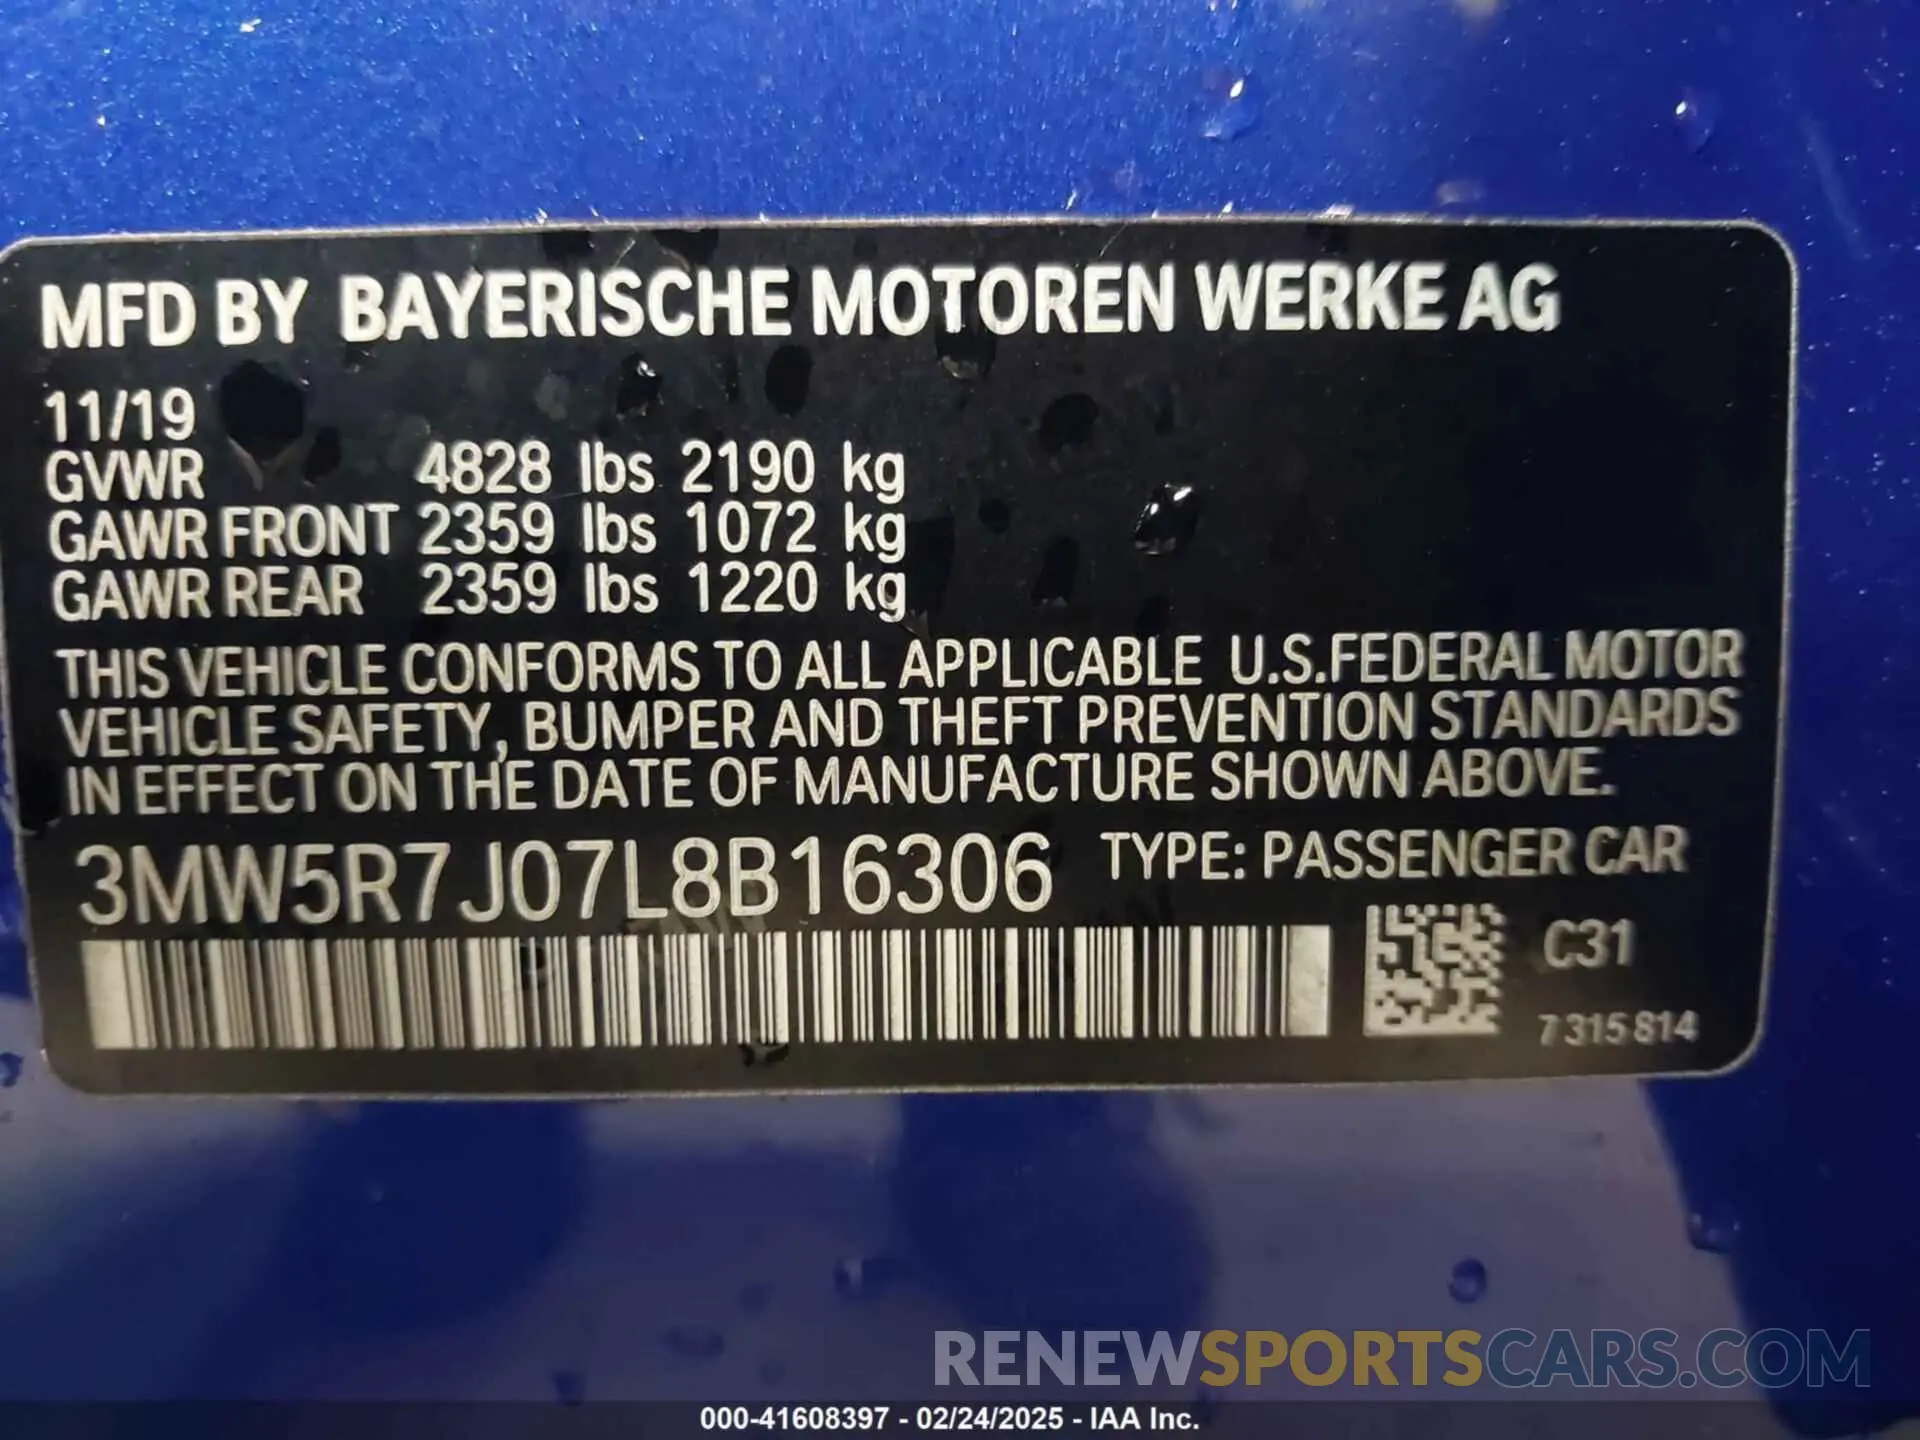 MFD BY BAYERISCHE MOTOREN WERKE AG
11/19
GVWR 4828 lbs 2190 kg
GAWR FRONT 2359 lbs 1072 kg
GAWR REAR 2359 lbs 1220 kg
THIS VEHICLE CONFORMS TO ALL APPLICABLE U.S.FEDERAL MOTOR
VEHICLE SAFETY, BUMPER AND THEFT PREVENTION STANDARDS
IN EFFECT ON THE DATE OF MANUFACTURE SHOWN ABOVE.
3MW5R7J07L8B16306 TYPE: PASSENGER CAR
C31
7 315 814
RENEWSPORTSCARS.COM
000-41608397 - 02/24/2025 - IAA Inc.